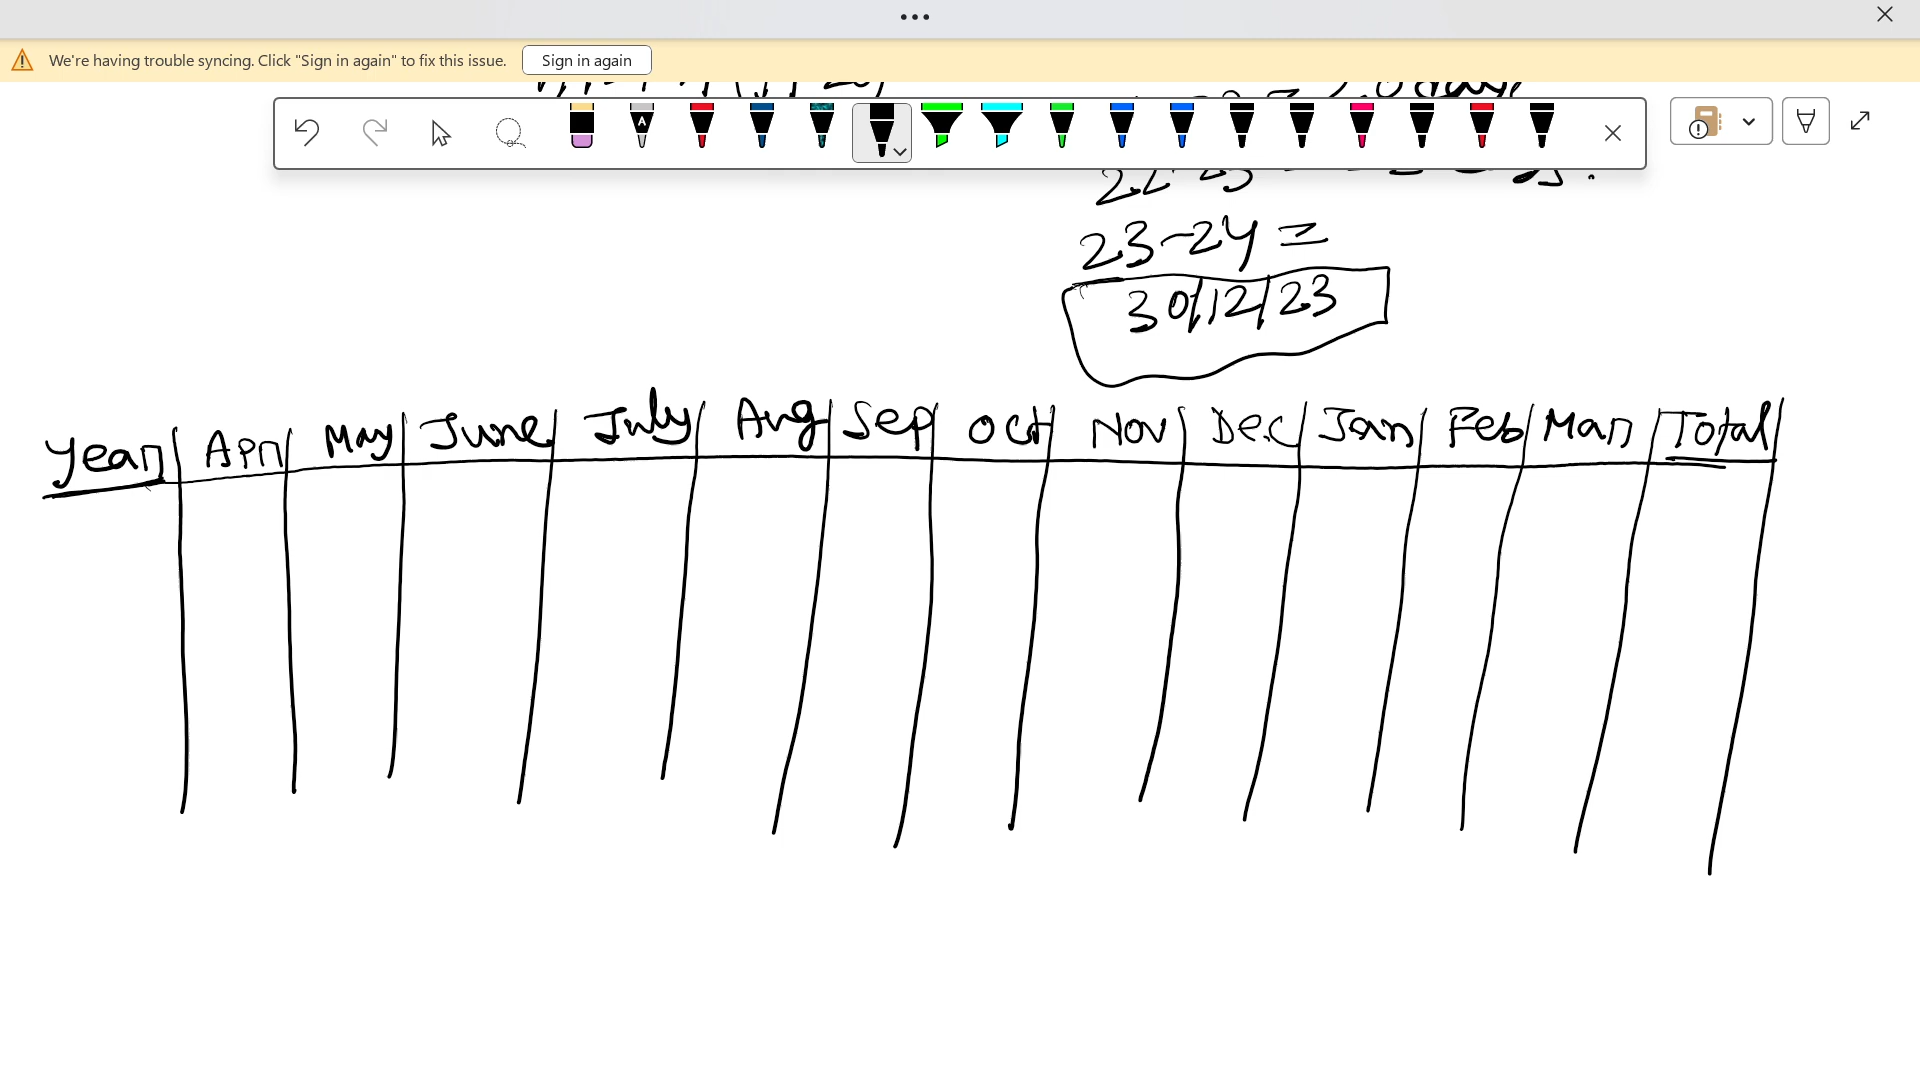 We're having trouble syncing. Click "Sign in again" to fix this issue. Sign in again
23-24 =
30/12/23
Year Apr May June July Aug Sep Oct Nov Dec Jan Feb Mar Total